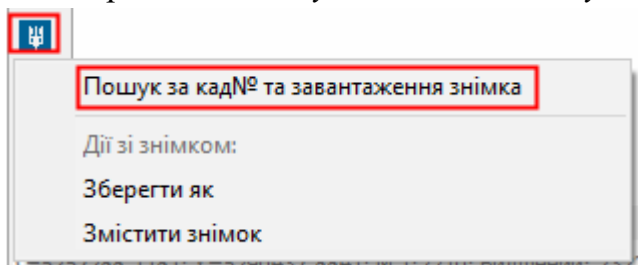 Пошук за кад№ та завантаження знімка
Дії зі знімком:
Зберегти як
Змістити знімок